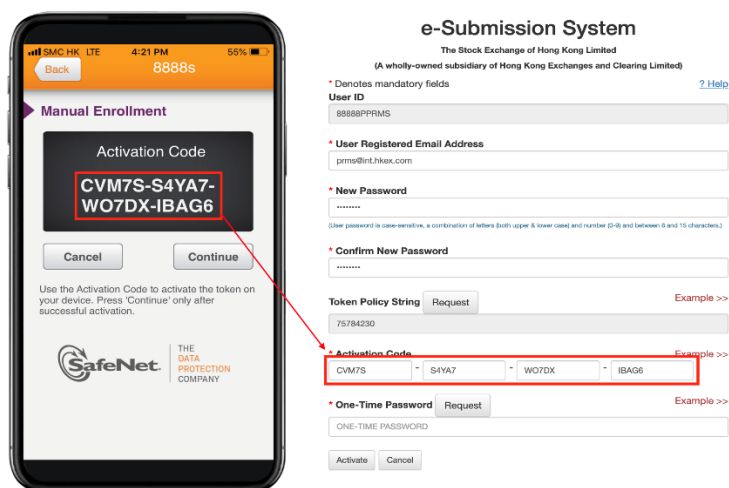 SMC HK LTE 4:21 PM 55%
Back 8888s
Manual Enrollment
Activation Code
CVM7S-S4YA7-
WO7DX-IBAG6
Cancel Continue
Use the Activation Code to activate the token on
your device. Press 'Continue' only after
successful activation.
SafeNet.
THE
DATA
PROTECTION
COMPANY
e-Submission System
The Stock Exchange of Hong Kong Limited
(A wholly-owned subsidiary of Hong Kong Exchanges and Clearing Limited)
* Denotes mandatory fields ? Help
User ID
88888PPRMS
* User Registered Email Address
prms@int.hkex.com
* New Password
••••••••
(User password is case-sensitive, a combination of letters (both upper & lower case) and number (0-9) and between 8 and 15 characters.)
* Confirm New Password
••••••••
Token Policy String Request Example >>
75784230
* Activation Code Example >>
CVM7S - S4YA7 - WO7DX - IBAG6
* One-Time Password Request Example >>
ONE-TIME PASSWORD
Activate Cancel